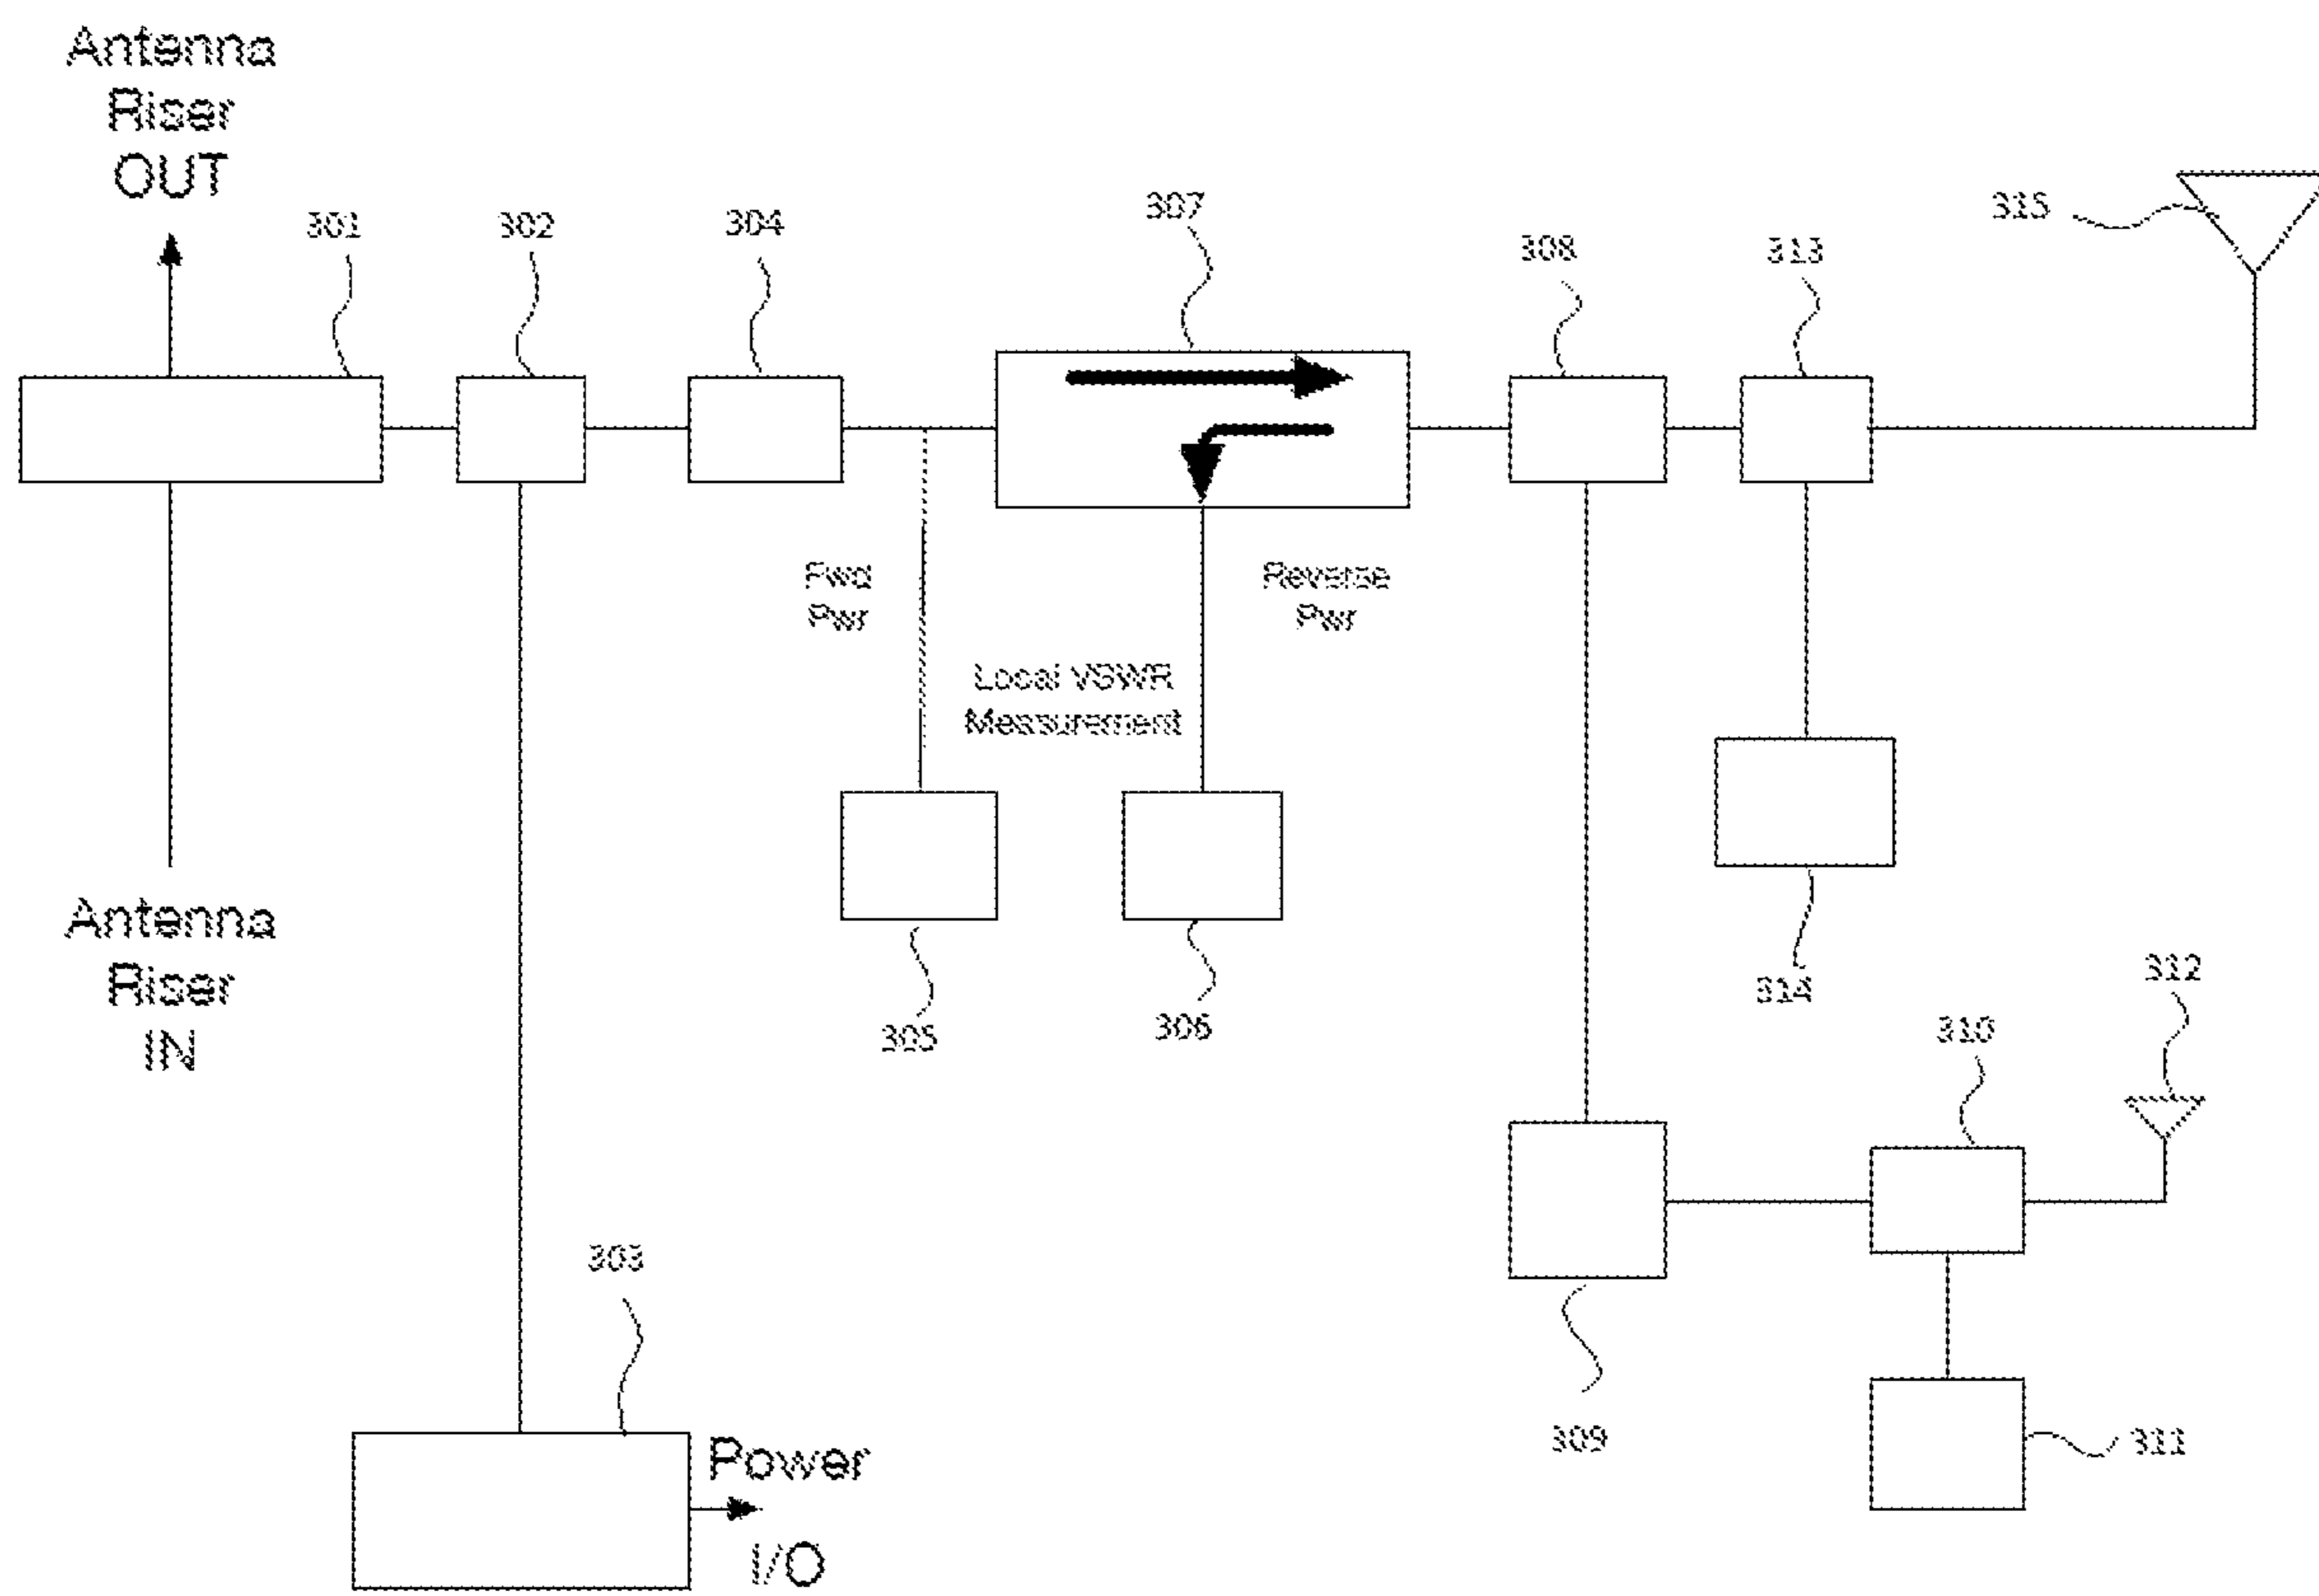 Antenna
Riser
OUT
301
302
304
307
308
313
315
Fwd
Pwr
Reverse
Pwr
Local VSWR
Measurement
Antenna
Riser
IN
305
306
314
312
310
303
309
311
Power
I/O